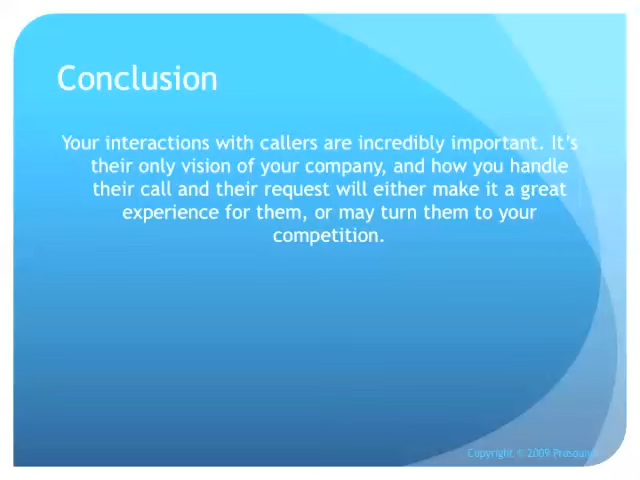 Conclusion
Your interactions with callers are incredibly important. It’s
their only vision of your company, and how you handle
their call and their request will either make it a great
experience for them, or may turn them to your
competition.
Copyright © 2009 Prosound